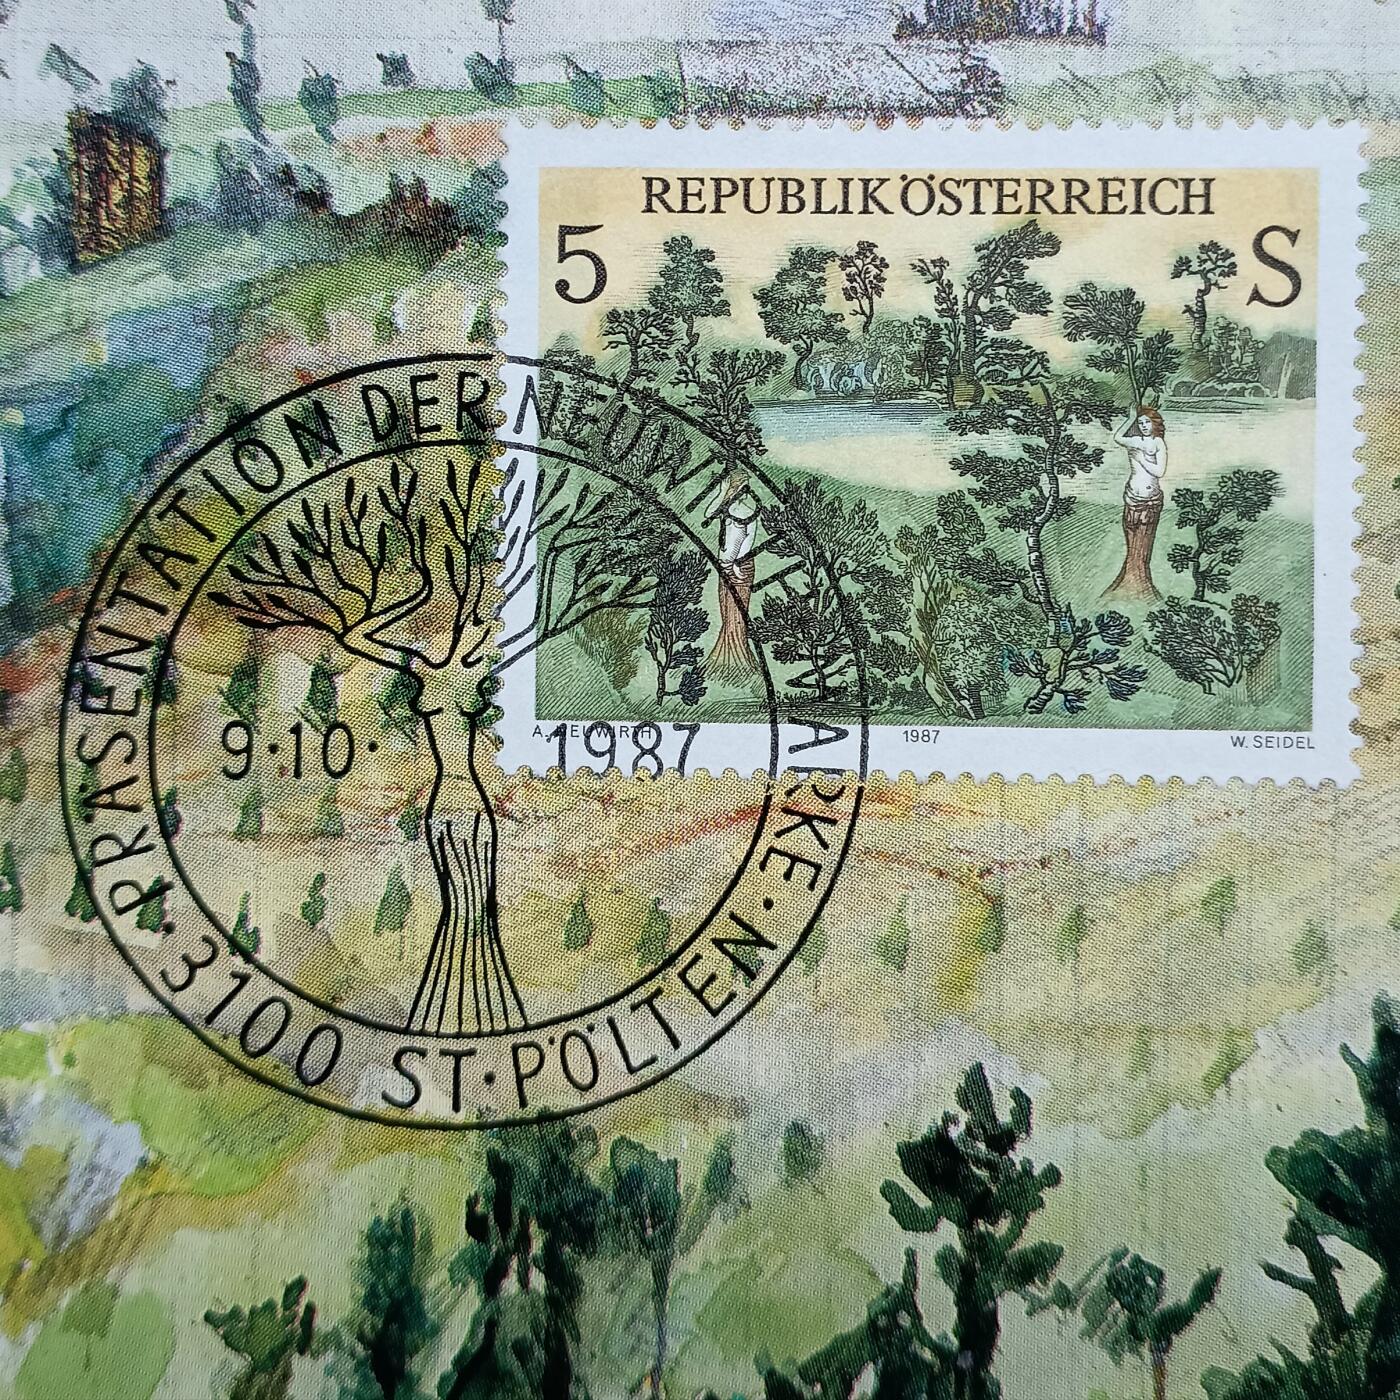 REPUBLIK ÖSTERREICH
5 S
A. NEUWIRTH 1987 W. SEIDEL
PRÄSENTATION DER NEUWIRTH-MARKE
9·10· 1987
3100 ST·PÖLTEN